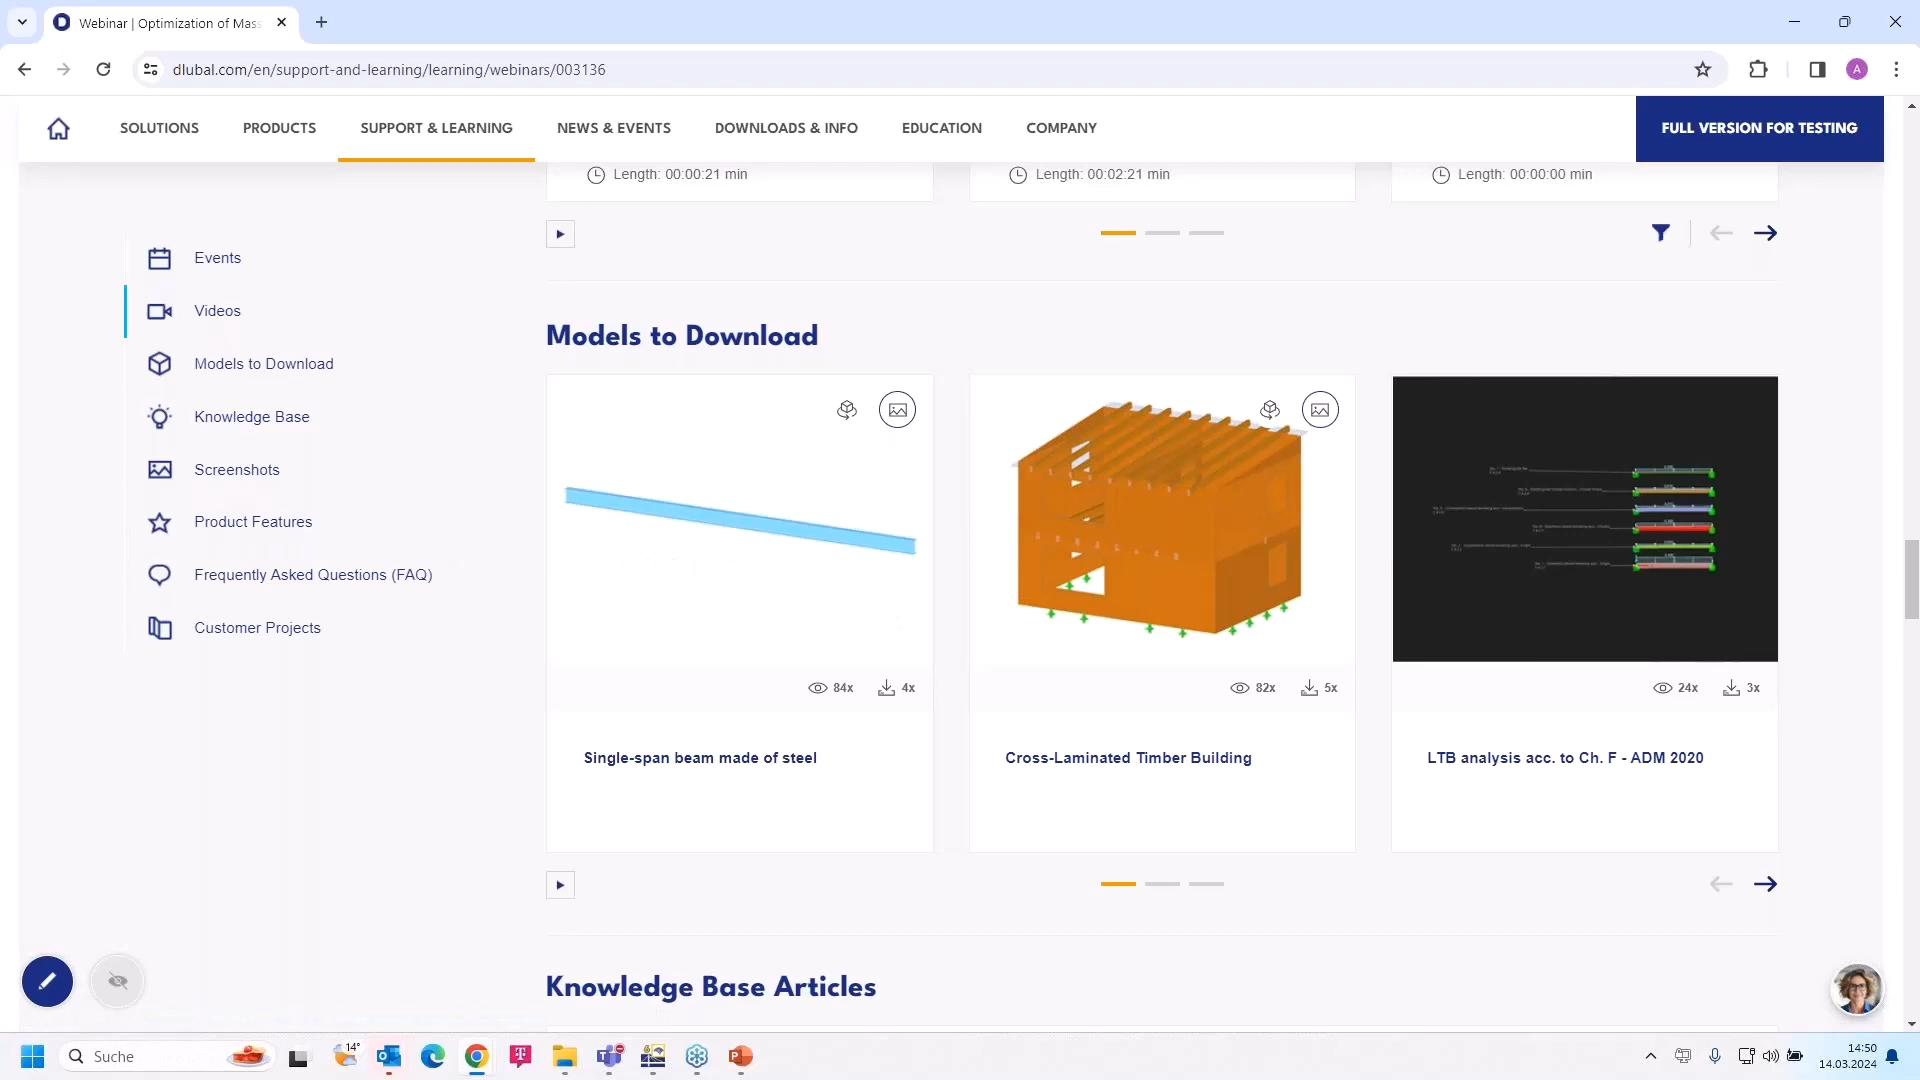 Webinar | Optimization of Mass
dlubal.com/en/support-and-learning/learning/webinars/003136
A
SOLUTIONS
PRODUCTS
SUPPORT & LEARNING
NEWS & EVENTS
DOWNLOADS & INFO
EDUCATION
COMPANY
FULL VERSION FOR TESTING
Length: 00:00:21 min
Length: 00:02:21 min
Length: 00:00:00 min
Events
Videos
Models to Download
Knowledge Base
Screenshots
Product Features
Frequently Asked Questions (FAQ)
Customer Projects
Models to Download
84x
4x
82x
5x
24x
3x
Single-span beam made of steel
Cross-Laminated Timber Building
LTB analysis acc. to Ch. F - ADM 2020
Knowledge Base Articles
Suche
14°
14:50
14.03.2024